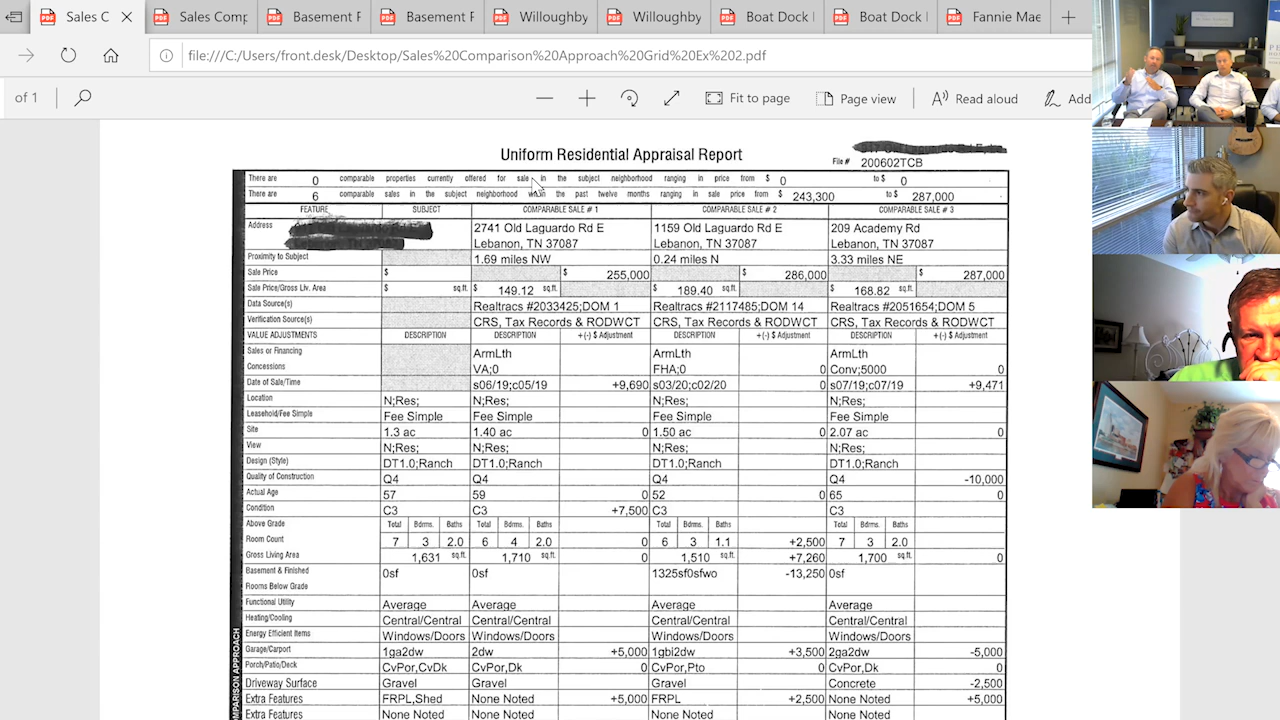 Sales C
Sales Comp
Basement F
Basement F
Willoughby
Willoughby
Boat Dock
Boat Dock
Fannie Mae
file:///C:/Users/front.desk/Desktop/Sales%20Comparison%20Approach%20Grid%20Ex%202.pdf
of 1
Fit to page
Page view
Read aloud
Add
Uniform Residential Appraisal Report
File # 200602TCB
There are 0 comparable properties currently offered for sale in the subject neighborhood ranging in price from $ 0 to $ 0
There are 6 comparable sales in the subject neighborhood within the past twelve months ranging in sale price from $ 243,300 to $ 287,000
FEATURE SUBJECT COMPARABLE SALE # 1 COMPARABLE SALE # 2 COMPARABLE SALE # 3
Address 2741 Old Laguardo Rd E 1159 Old Laguardo Rd E 209 Academy Rd
Lebanon, TN 37087 Lebanon, TN 37087 Lebanon, TN 37087
Proximity to Subject 1.69 miles NW 0.24 miles N 3.33 miles NE
Sale Price $ $ 255,000 $ 286,000 $ 287,000
Sale Price/Gross Liv. Area $ sq.ft. $ 149.12 sq.ft. $ 189.40 sq.ft. $ 168.82 sq.ft.
Data Source(s) Realtracs #2033425;DOM 1 Realtracs #2117485;DOM 14 Realtracs #2051654;DOM 5
Verification Source(s) CRS, Tax Records & RODWCT CRS, Tax Records & RODWCT CRS, Tax Records & RODWCT
VALUE ADJUSTMENTS DESCRIPTION DESCRIPTION +(-) $ Adjustment DESCRIPTION +(-) $ Adjustment DESCRIPTION +(-) $ Adjustment
Sales or Financing ArmLth ArmLth ArmLth
Concessions VA;0 0 FHA;0 0 Conv;5000 0
Date of Sale/Time s06/19;c05/19 +9,690 s03/20;c02/20 0 s07/19;c07/19 +9,471
Location N;Res; N;Res; N;Res; N;Res;
Leasehold/Fee Simple Fee Simple Fee Simple Fee Simple Fee Simple
Site 1.3 ac 1.40 ac 0 1.50 ac 0 2.07 ac 0
View N;Res; N;Res; N;Res; N;Res;
Design (Style) DT1.0;Ranch DT1.0;Ranch DT1.0;Ranch DT1.0;Ranch
Quality of Construction Q4 Q4 Q4 Q4 -10,000
Actual Age 57 59 0 52 0 65 0
Condition C3 C3 +7,500 C3 C3
Above Grade Total Bdrms. Baths Total Bdrms. Baths Total Bdrms. Baths Total Bdrms. Baths
Room Count 7 3 2.0 6 4 2.0 0 6 3 1.1 +2,500 7 3 2.0
Gross Living Area 1,631 sq.ft. 1,710 sq.ft. 0 1,510 sq.ft. +7,260 1,700 sq.ft. 0
Basement & Finished 0sf 0sf 1325sf0sfwo -13,250 0sf
Rooms Below Grade
Functional Utility Average Average Average Average
Heating/Cooling Central/Central Central/Central Central/Central Central/Central
Energy Efficient Items Windows/Doors Windows/Doors Windows/Doors Windows/Doors
Garage/Carport 1ga2dw 2dw +5,000 1gbi2dw +3,500 2ga2dw -5,000
Porch/Patio/Deck CvPor,CvDk CvPor,Dk 0 CvPor,Pto 0 CvPor,Dk 0
Driveway Surface Gravel Gravel Gravel Concrete -2,500
Extra Features FRPL,Shed None Noted +5,000 FRPL +2,500 None Noted +5,000
Extra Features None Noted None Noted None Noted None Noted
MPARISON APPROACH